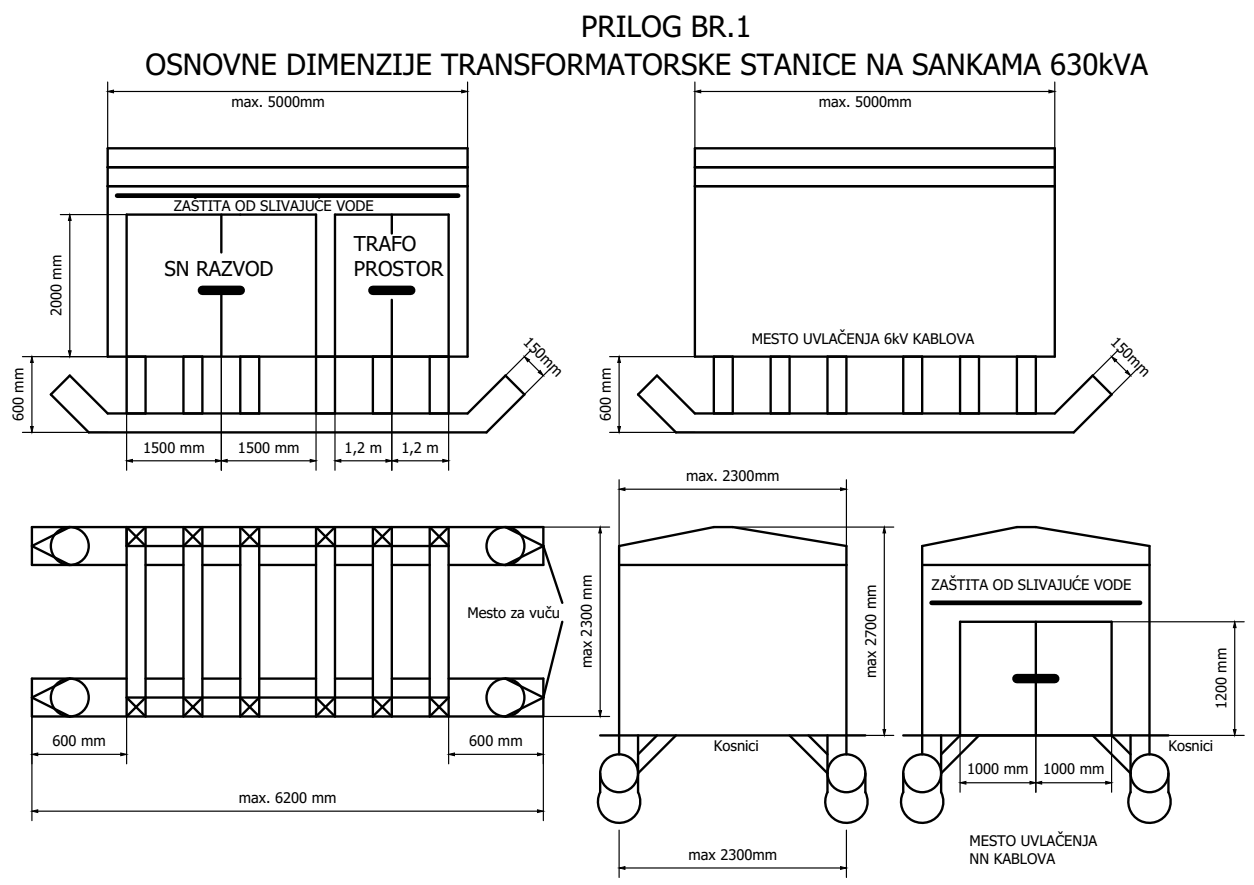 PRILOG BR.1
OSNOVNE DIMENZIJE TRANSFORMATORSKE STANICE NA SANKAMA 630kVA
max. 5000mm
ZAŠTITA OD SLIVAJUĆE VODE
SN RAZVOD
TRAFO
PROSTOR
2000 mm
600 mm
150mm
1500 mm
1500 mm
1,2 m
1,2 m
max. 5000mm
MESTO UVLAČENJA 6kV KABLOVA
600 mm
150mm
Mesto za vuču
max 2300 mm
600 mm
600 mm
max. 6200 mm
max. 2300mm
max 2700 mm
Kosnici
max 2300mm
ZAŠTITA OD SLIVAJUĆE VODE
1200 mm
Kosnici
1000 mm
1000 mm
MESTO UVLAČENJA
NN KABLOVA